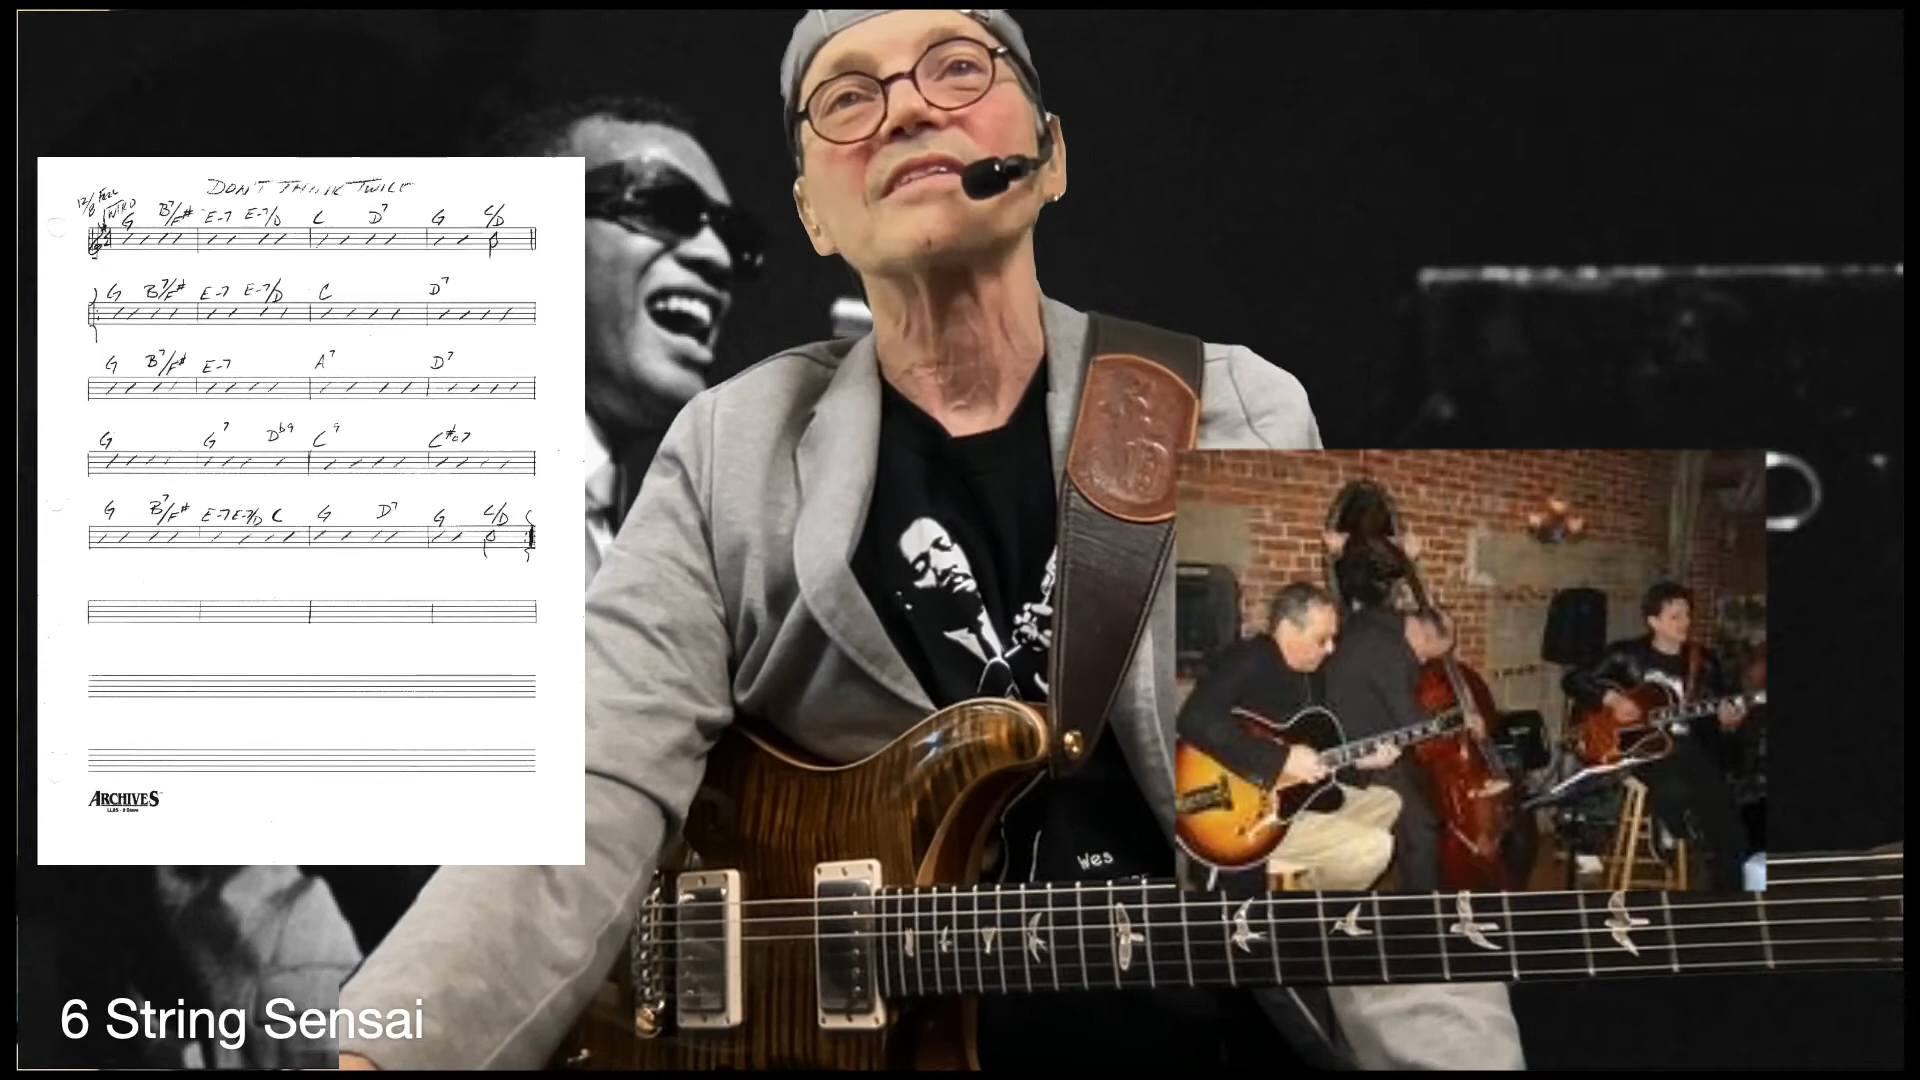 DON'T THINK TWICE
12/8 FEEL
INTRO
G B7/F# E-7 E-7/D C D7 G C/D
G B7/F# E-7 E-7/D C D7
G B7/F# E-7 A7 D7
G G7 Db9 C9 C#o7
G B7/F# E-7 E-7/D C G D7 G C/D
ARCHIVES
Wes
6 String Sensai